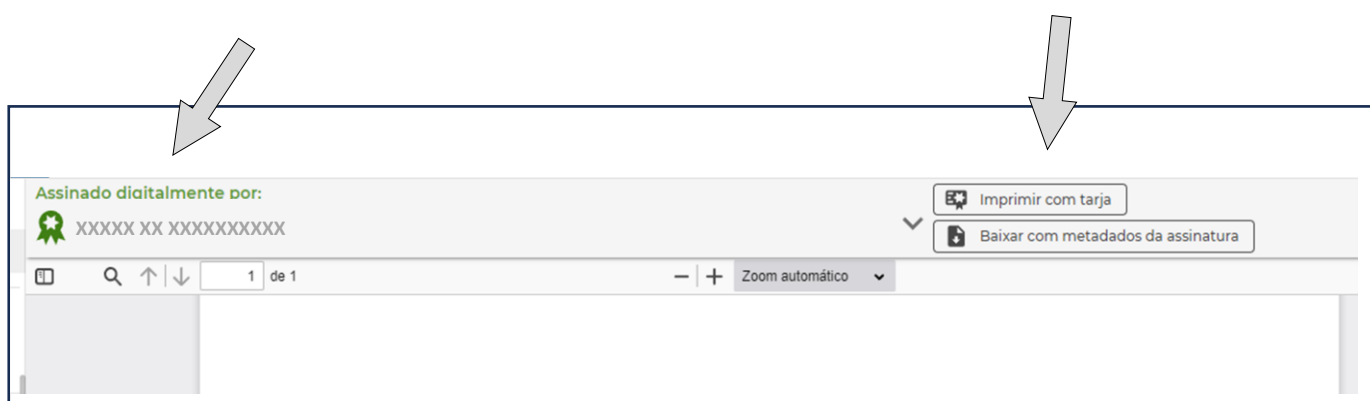 Assinado digitalmente por:
XXXXX XX XXXXXXXXXX
Imprimir com tarja
Baixar com metadados da assinatura
1 de 1
Zoom automático